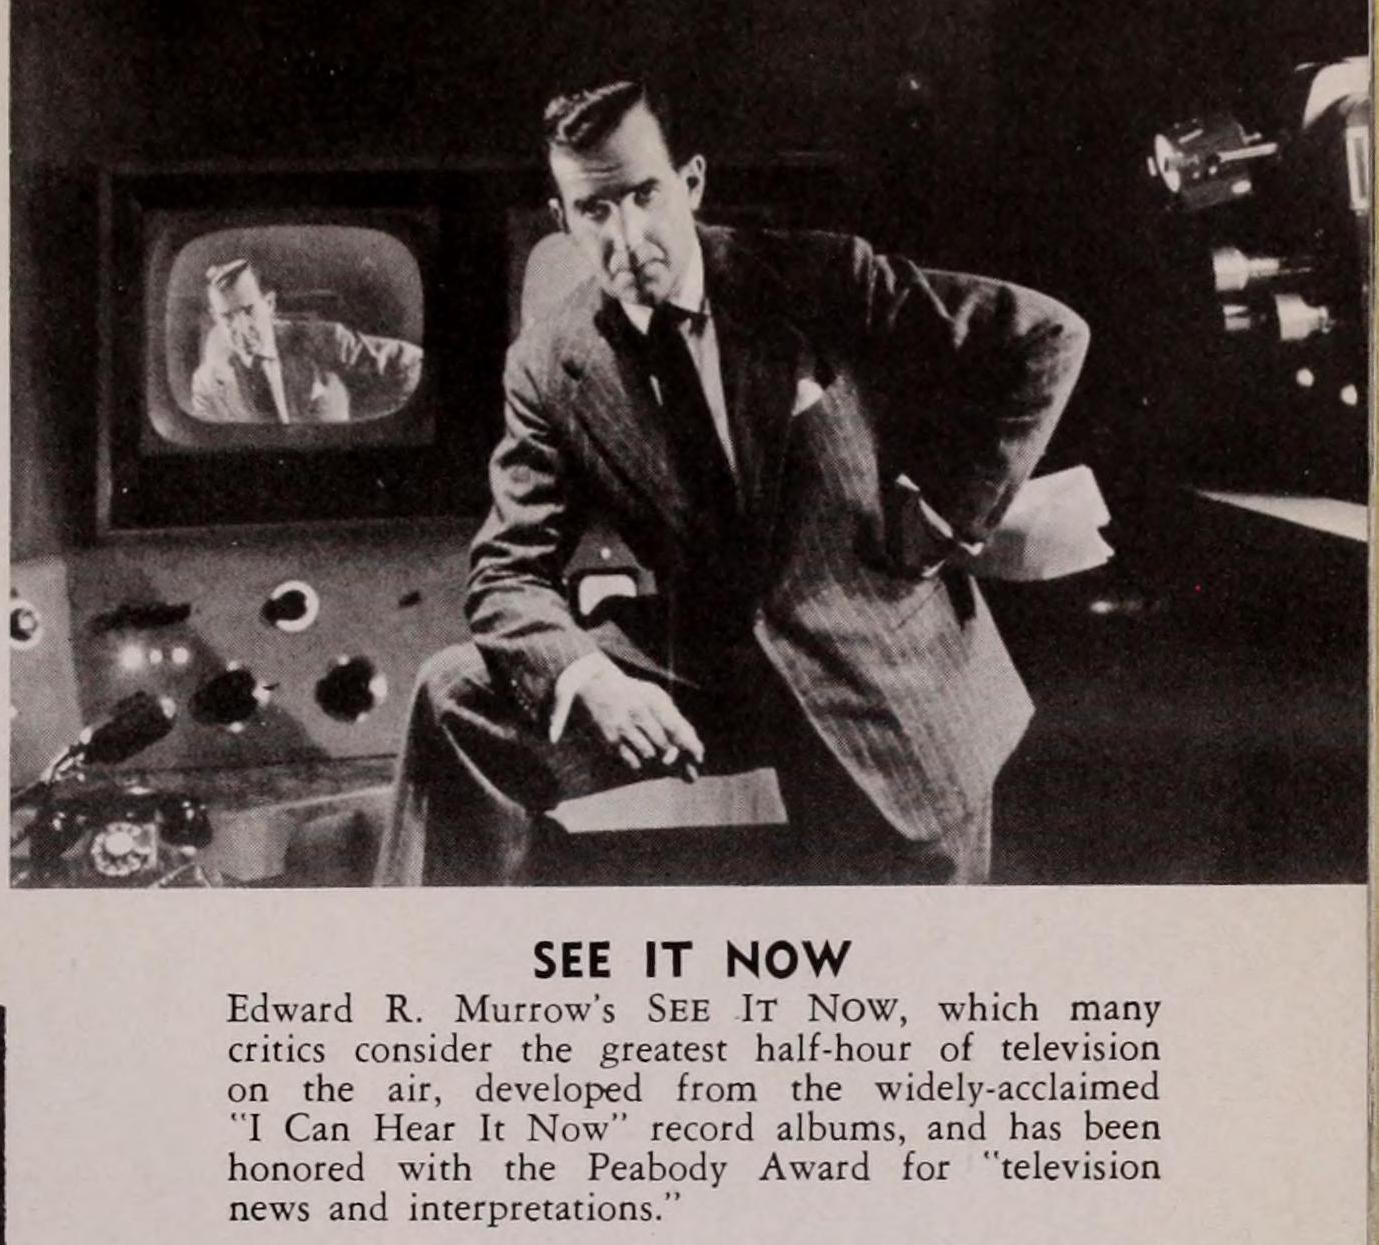 SEE IT NOW
Edward R. Murrow's SEE IT NOW, which many
critics consider the greatest half-hour of television
on the air, developed from the widely-acclaimed
"I Can Hear It Now" record albums, and has been
honored with the Peabody Award for "television
news and interpretations."